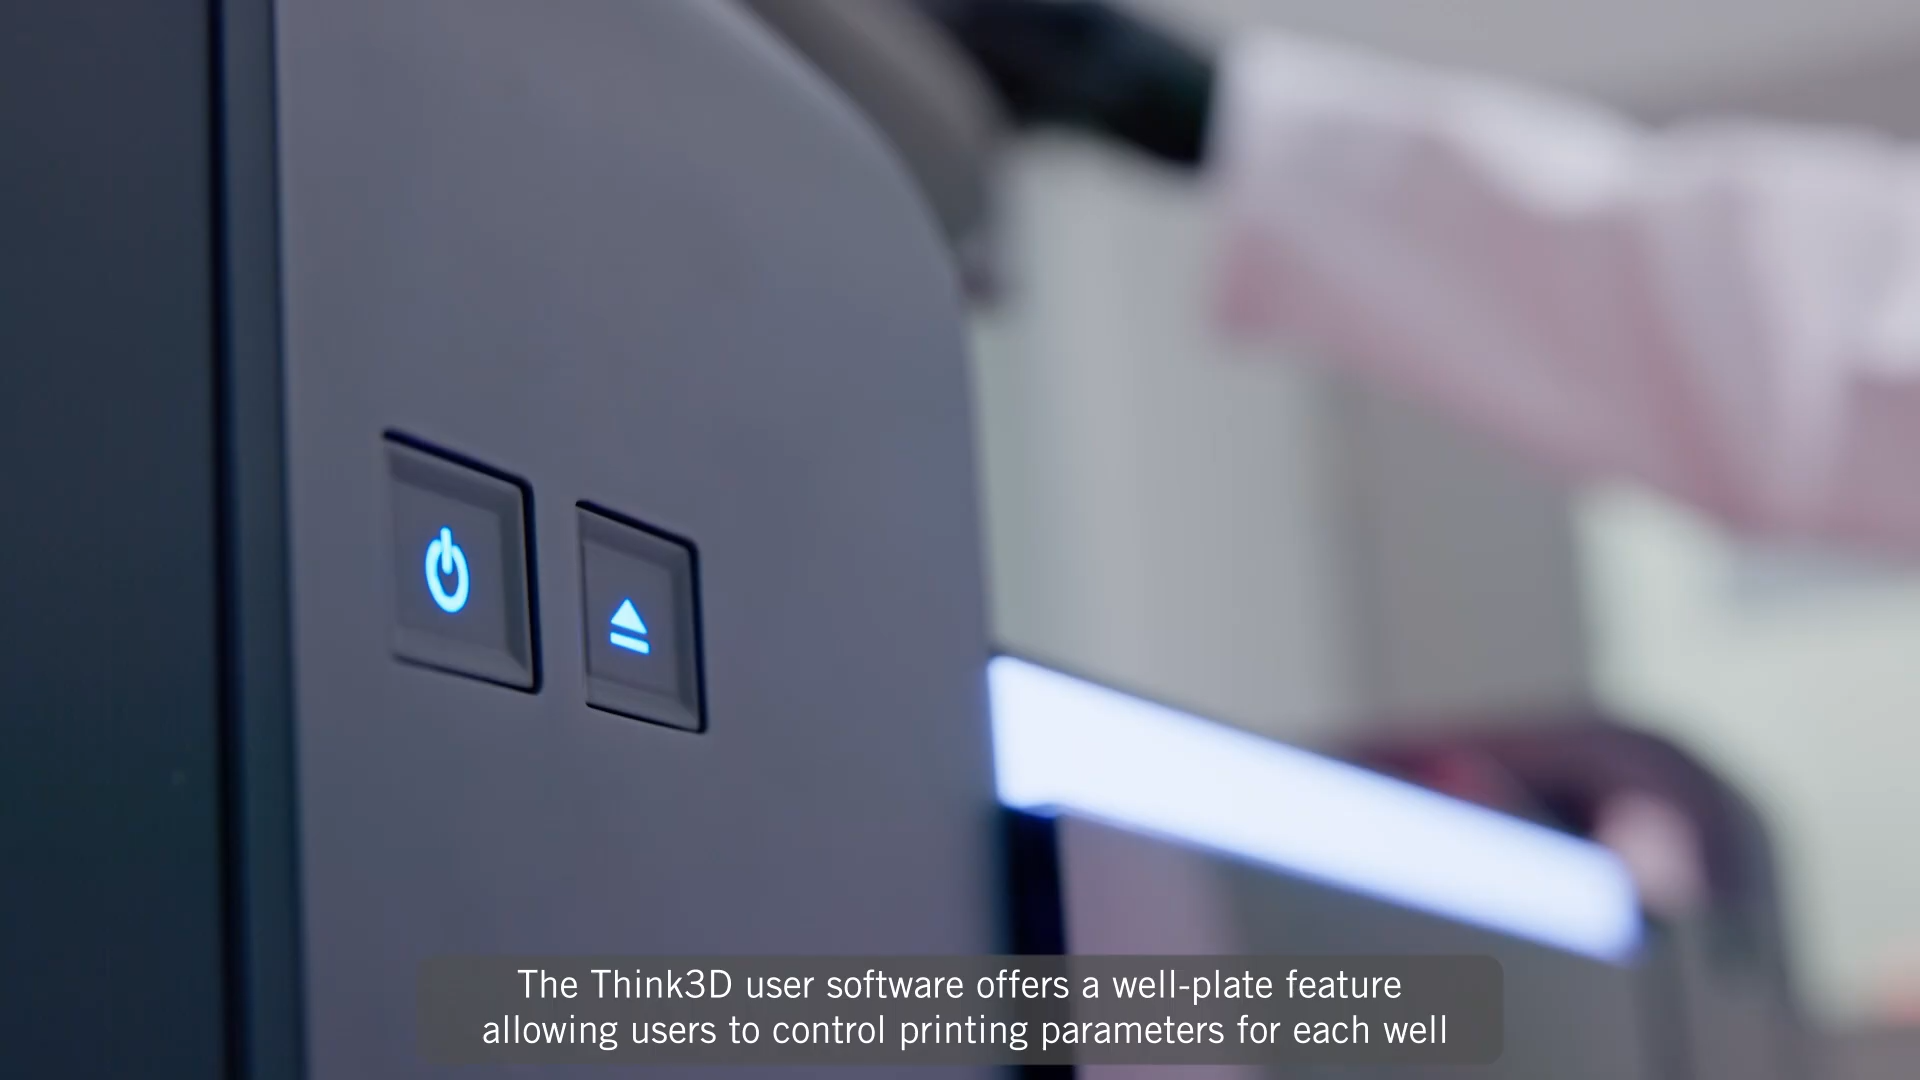 The Think3D user software offers a well-plate feature
allowing users to control printing parameters for each well